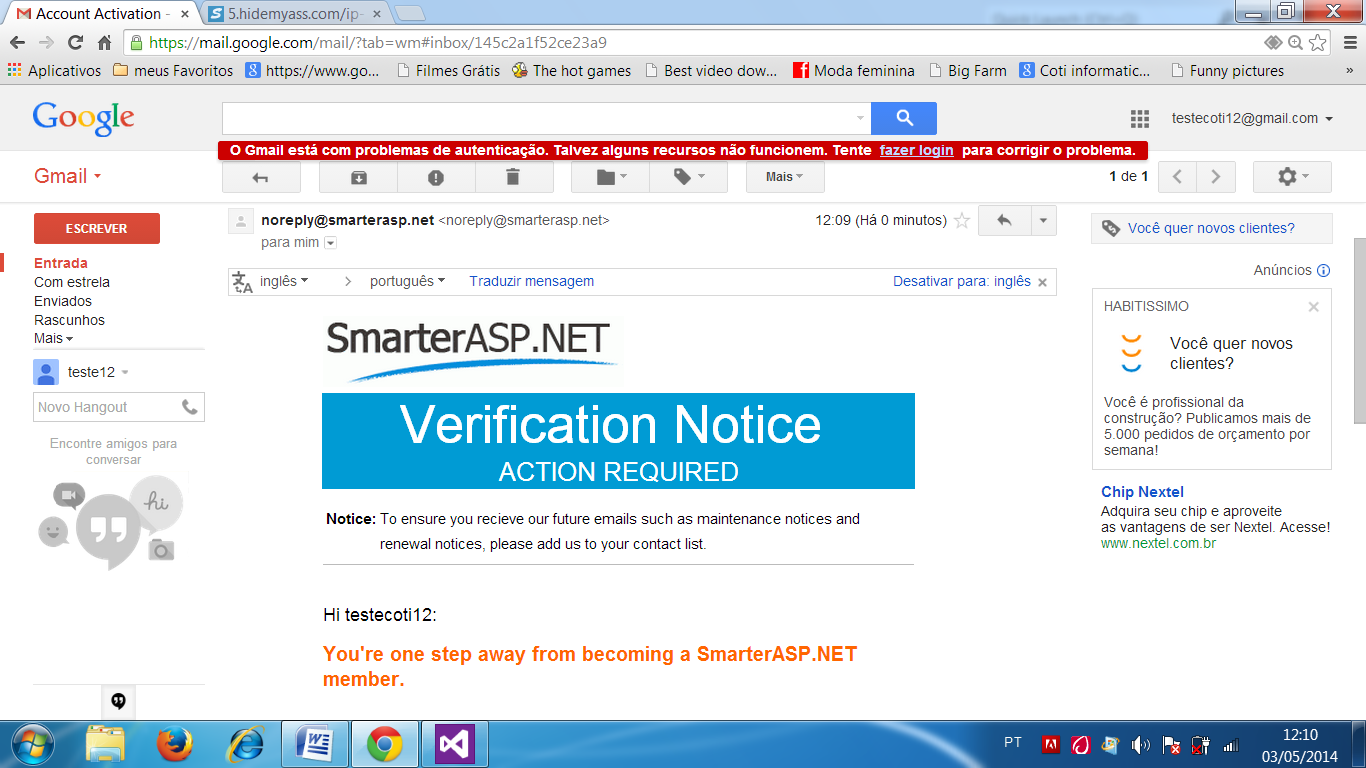 Account Activation -
5.hidemyass.com/ip-
https://mail.google.com/mail/?tab=wm#inbox/145c2a1f52ce23a9
Aplicativos meus Favoritos https://www.go... Filmes Grátis The hot games Best video dow... Moda feminina Big Farm Coti informatic... Funny pictures »
Google
testecoti12@gmail.com
O Gmail está com problemas de autenticação. Talvez alguns recursos não funcionem. Tente fazer login para corrigir o problema.
Gmail
Mais
1 de 1
ESCREVER
Entrada
Com estrela
Enviados
Rascunhos
Mais
teste12
Novo Hangout
Encontre amigos para
conversar
hi
noreply@smarterasp.net <noreply@smarterasp.net>
12:09 (Há 0 minutos)
para mim
inglês > português Traduzir mensagem
Desativar para: inglês
SmarterASP.NET
Verification Notice
ACTION REQUIRED
Notice: To ensure you recieve our future emails such as maintenance notices and
renewal notices, please add us to your contact list.
Hi testecoti12:
You're one step away from becoming a SmarterASP.NET
member.
Você quer novos clientes?
Anúncios
HABITISSIMO
Você quer novos
clientes?
Você é profissional da
construção? Publicamos mais de
5.000 pedidos de orçamento por
semana!
Chip Nextel
Adquira seu chip e aproveite
as vantagens de ser Nextel. Acesse!
www.nextel.com.br
PT
12:10
03/05/2014